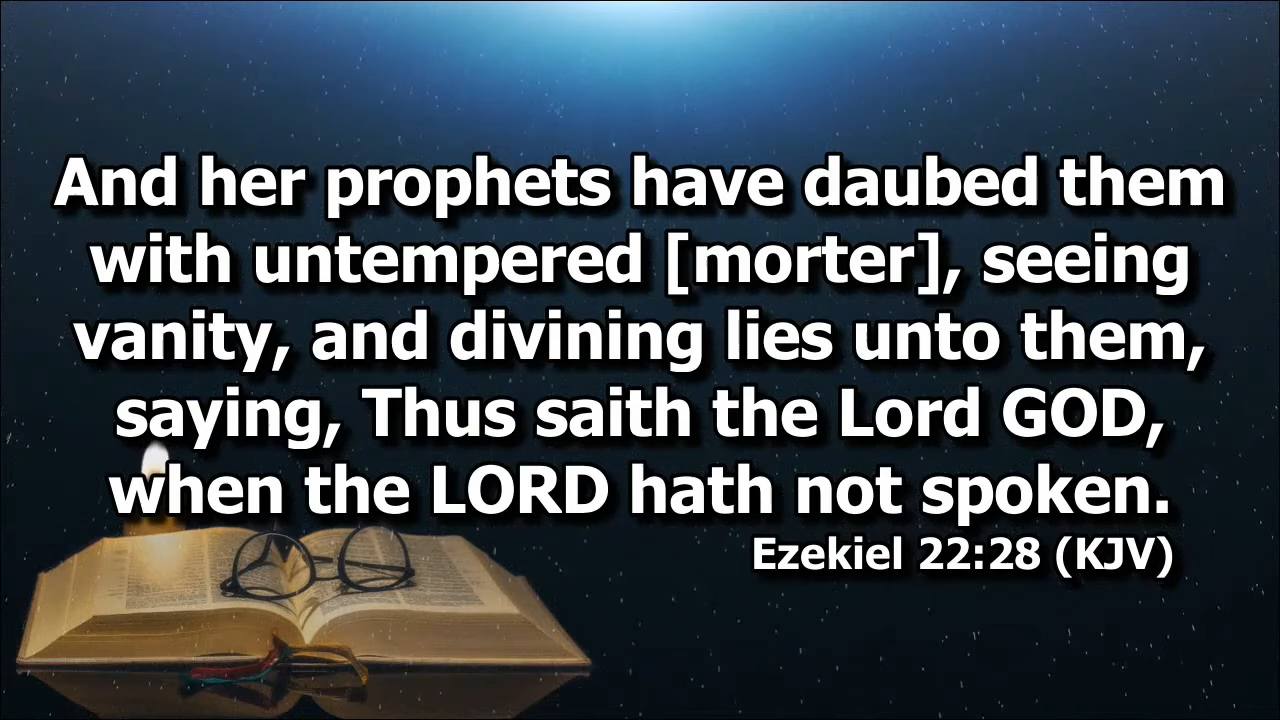 And her prophets have daubed them
with untempered [morter], seeing
vanity, and divining lies unto them,
saying, Thus saith the Lord GOD,
when the LORD hath not spoken.
Ezekiel 22:28 (KJV)